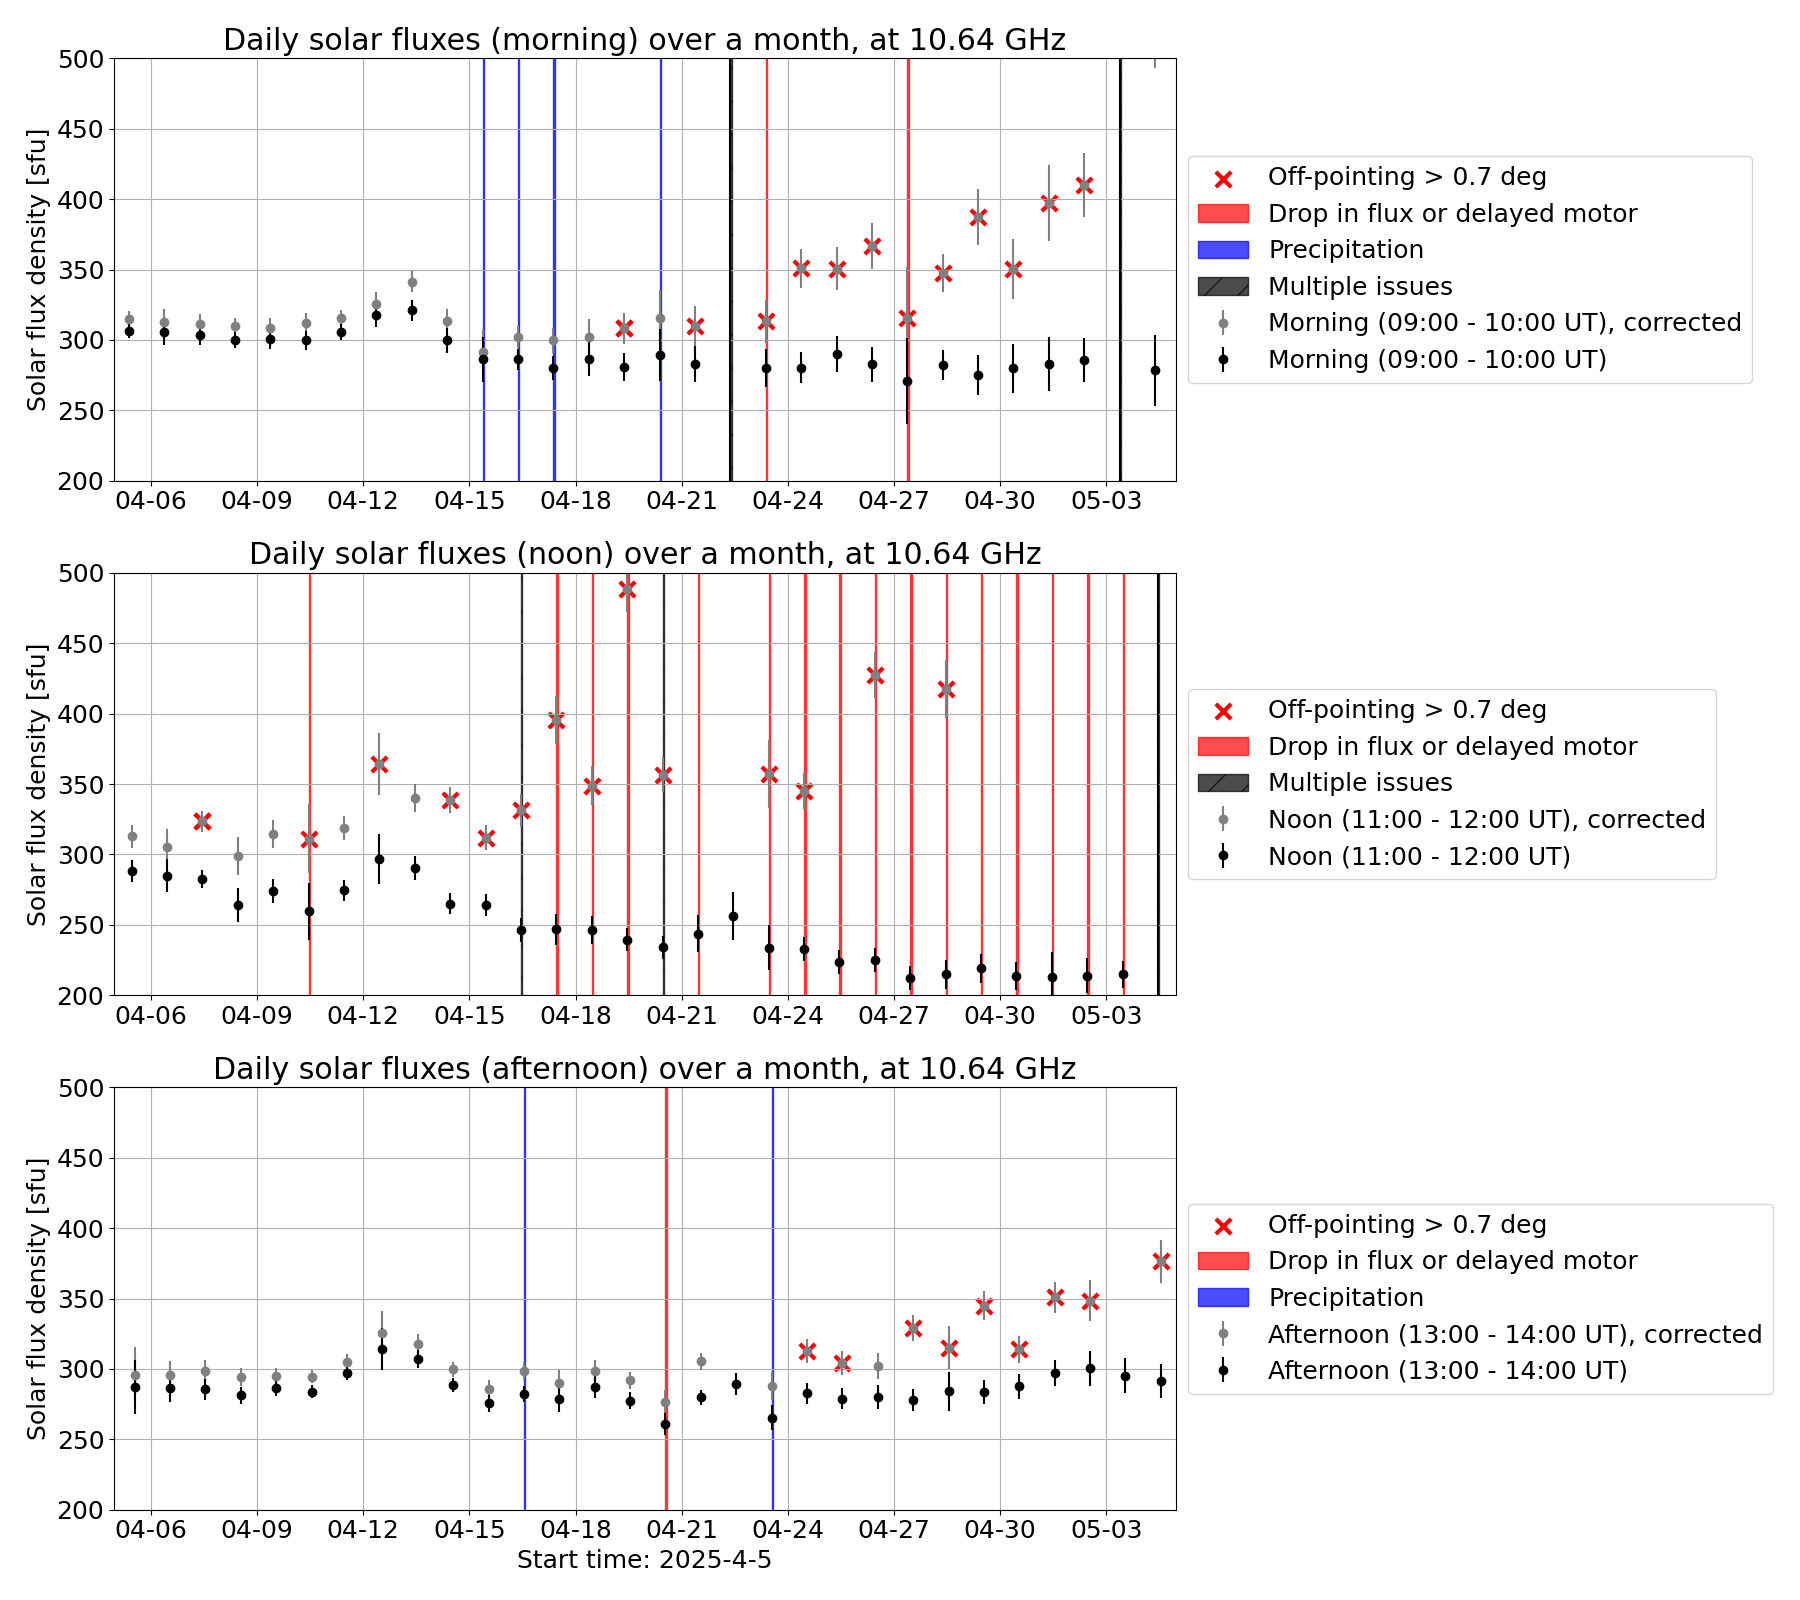 Daily solar fluxes (morning) over a month, at 10.64 GHz
Solar flux density [sfu]
500
450
400
350
300
250
200
04-06 04-09 04-12 04-15 04-18 04-21 04-24 04-27 04-30 05-03
Off-pointing > 0.7 deg
Drop in flux or delayed motor
Precipitation
Multiple issues
Morning (09:00 - 10:00 UT), corrected
Morning (09:00 - 10:00 UT)
Daily solar fluxes (noon) over a month, at 10.64 GHz
Solar flux density [sfu]
500
450
400
350
300
250
200
04-06 04-09 04-12 04-15 04-18 04-21 04-24 04-27 04-30 05-03
Off-pointing > 0.7 deg
Drop in flux or delayed motor
Multiple issues
Noon (11:00 - 12:00 UT), corrected
Noon (11:00 - 12:00 UT)
Daily solar fluxes (afternoon) over a month, at 10.64 GHz
Solar flux density [sfu]
500
450
400
350
300
250
200
04-06 04-09 04-12 04-15 04-18 04-21 04-24 04-27 04-30 05-03
Start time: 2025-4-5
Off-pointing > 0.7 deg
Drop in flux or delayed motor
Precipitation
Afternoon (13:00 - 14:00 UT), corrected
Afternoon (13:00 - 14:00 UT)